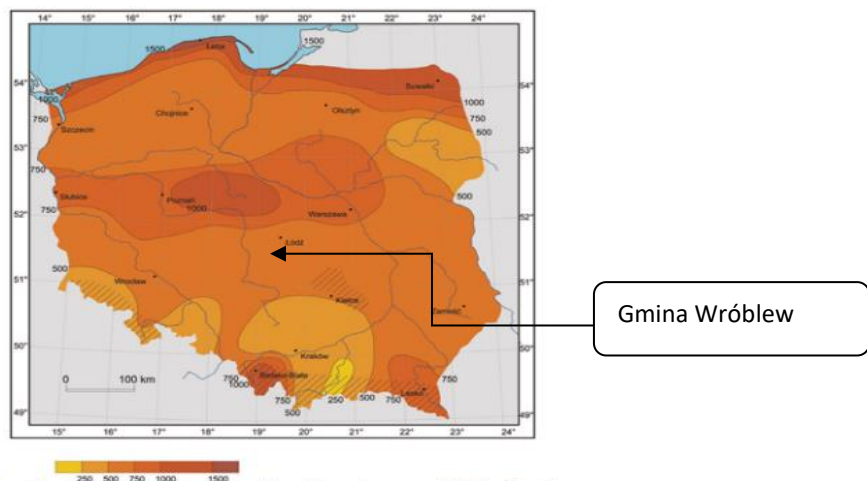 14° 15° 16° 17° 18° 19° 20° 21° 22° 23°
1500 Łeba 1500
54° Suwałki 54°
1000 Chojnice Olsztyn 1000
750 Szczecin 750
500
53° 53°
750
Słubice Poznań 1000 500
52° 750 Warszawa 52°
Łódź
500
51° Wrocław 51°
Kielce Zamość
Gmina Wróblew
50° Kraków 50°
0 100 km 750 Bielsko-Biała 1000 Lesko 750
49° 750 500 250 500 750 49°
15° 16° 17° 18° 19° 20° 21° 22° 23° 24°
250 500 750 1000 1500